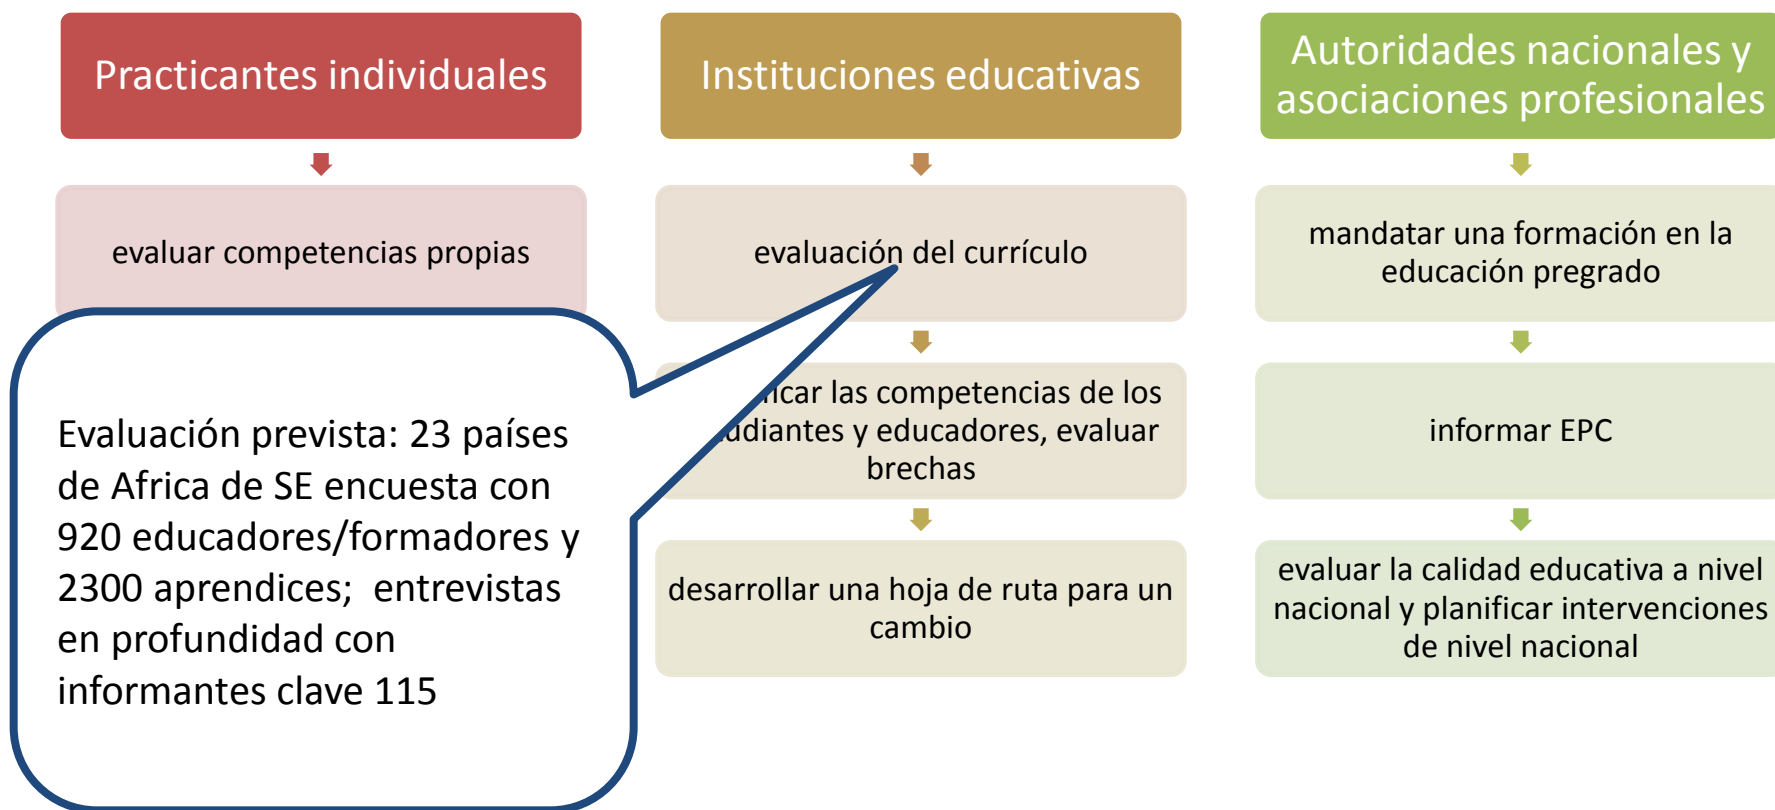 Practicantes individuales
evaluar competencias propias
Instituciones educativas
evaluación del currículo
las competencias de los
y educadores, evaluar
brechas
desarrollar una hoja de ruta para un
cambio
Autoridades nacionales y
asociaciones profesionales
mandatar una formación en la
educación pregrado
informar EPC
evaluar la calidad educativa a nivel
nacional y planificar intervenciones
de nivel nacional
Evaluación prevista: 23 países
de Africa de SE encuesta con
920 educadores/formadores y
2300 aprendices;  entrevistas
en profundidad con
informantes clave 115